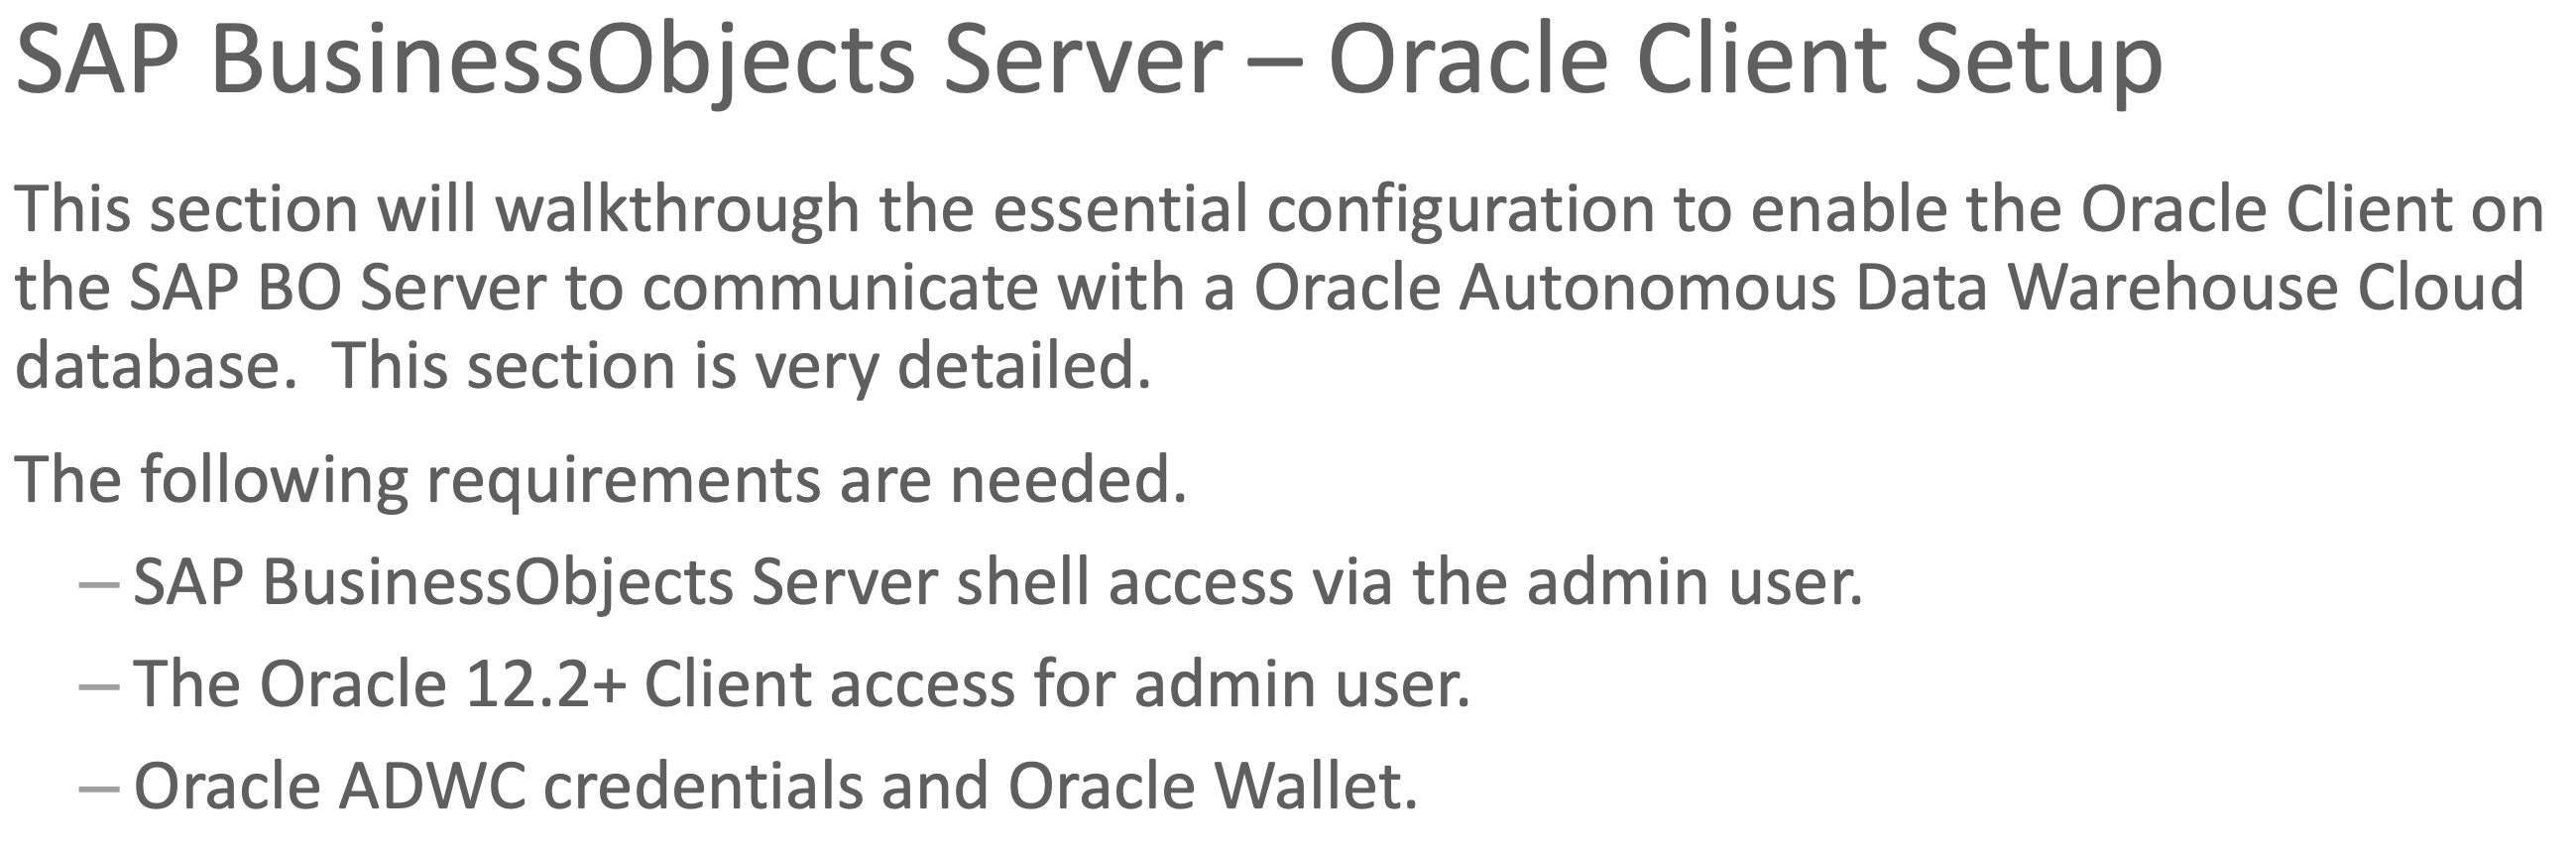 SAP BusinessObjects Server – Oracle Client Setup
This section will walkthrough the essential configuration to enable the Oracle Client on
the SAP BO Server to communicate with a Oracle Autonomous Data Warehouse Cloud
database.  This section is very detailed.
The following requirements are needed.
– SAP BusinessObjects Server shell access via the admin user.
– The Oracle 12.2+ Client access for admin user.
– Oracle ADWC credentials and Oracle Wallet.